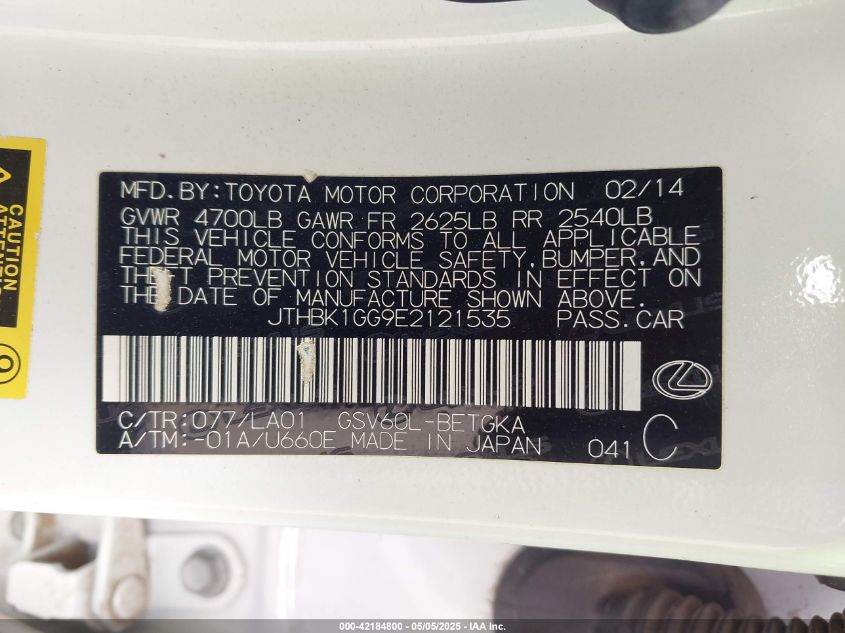 MFD.BY:TOYOTA MOTOR CORPORATION 02/14
GVWR 4700LB GAWR FR 2625LB RR 2540LB
THIS VEHICLE CONFORMS TO ALL APPLICABLE
FEDERAL MOTOR VEHICLE SAFETY,BUMPER,AND
THEFT PREVENTION STANDARDS IN EFFECT ON
THE DATE OF MANUFACTURE SHOWN ABOVE.
JTHBK1GG9E2121535 PASS.CAR
C/TR:077/LA01 GSV60L-BETGKA
A/TM:-01A/U660E MADE IN JAPAN 041 C
CAUTION
000-42184800 - 05/05/2025 - IAA Inc.